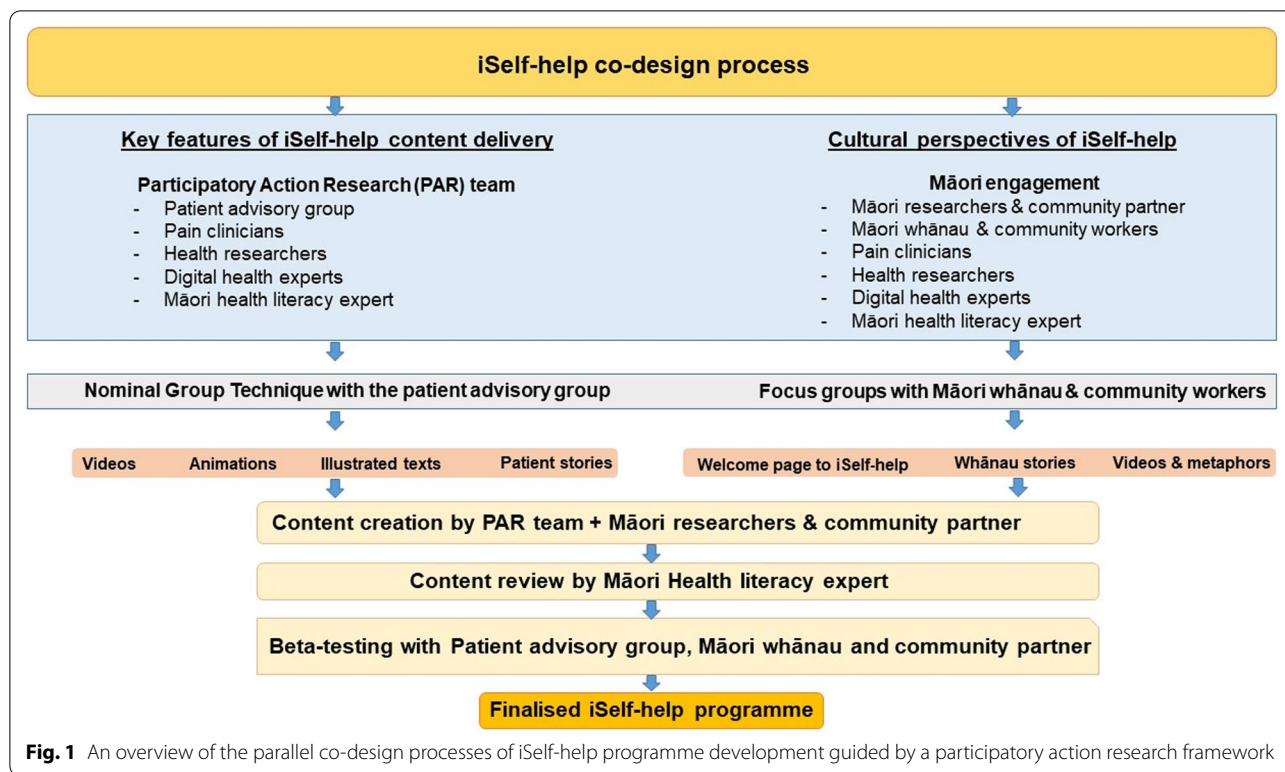 iSelf-help co-design process
Key features of iSelf-help content delivery
Participatory Action Research (PAR) team
- Patient advisory group
- Pain clinicians
- Health researchers
- Digital health experts
- Māori health literacy expert
Cultural perspectives of iSelf-help
Māori engagement
- Māori researchers & community partner
- Māori whānau & community workers
- Pain clinicians
- Health researchers
- Digital health experts
- Māori health literacy expert
Nominal Group Technique with the patient advisory group
Focus groups with Māori whānau & community workers
Videos Animations Illustrated texts Patient stories
Welcome page to iSelf-help Whānau stories Videos & metaphors
Content creation by PAR team + Māori researchers & community partner
Content review by Māori Health literacy expert
Beta-testing with Patient advisory group, Māori whānau and community partner
Finalised iSelf-help programme
Fig. 1 An overview of the parallel co-design processes of iSelf-help programme development guided by a participatory action research framework